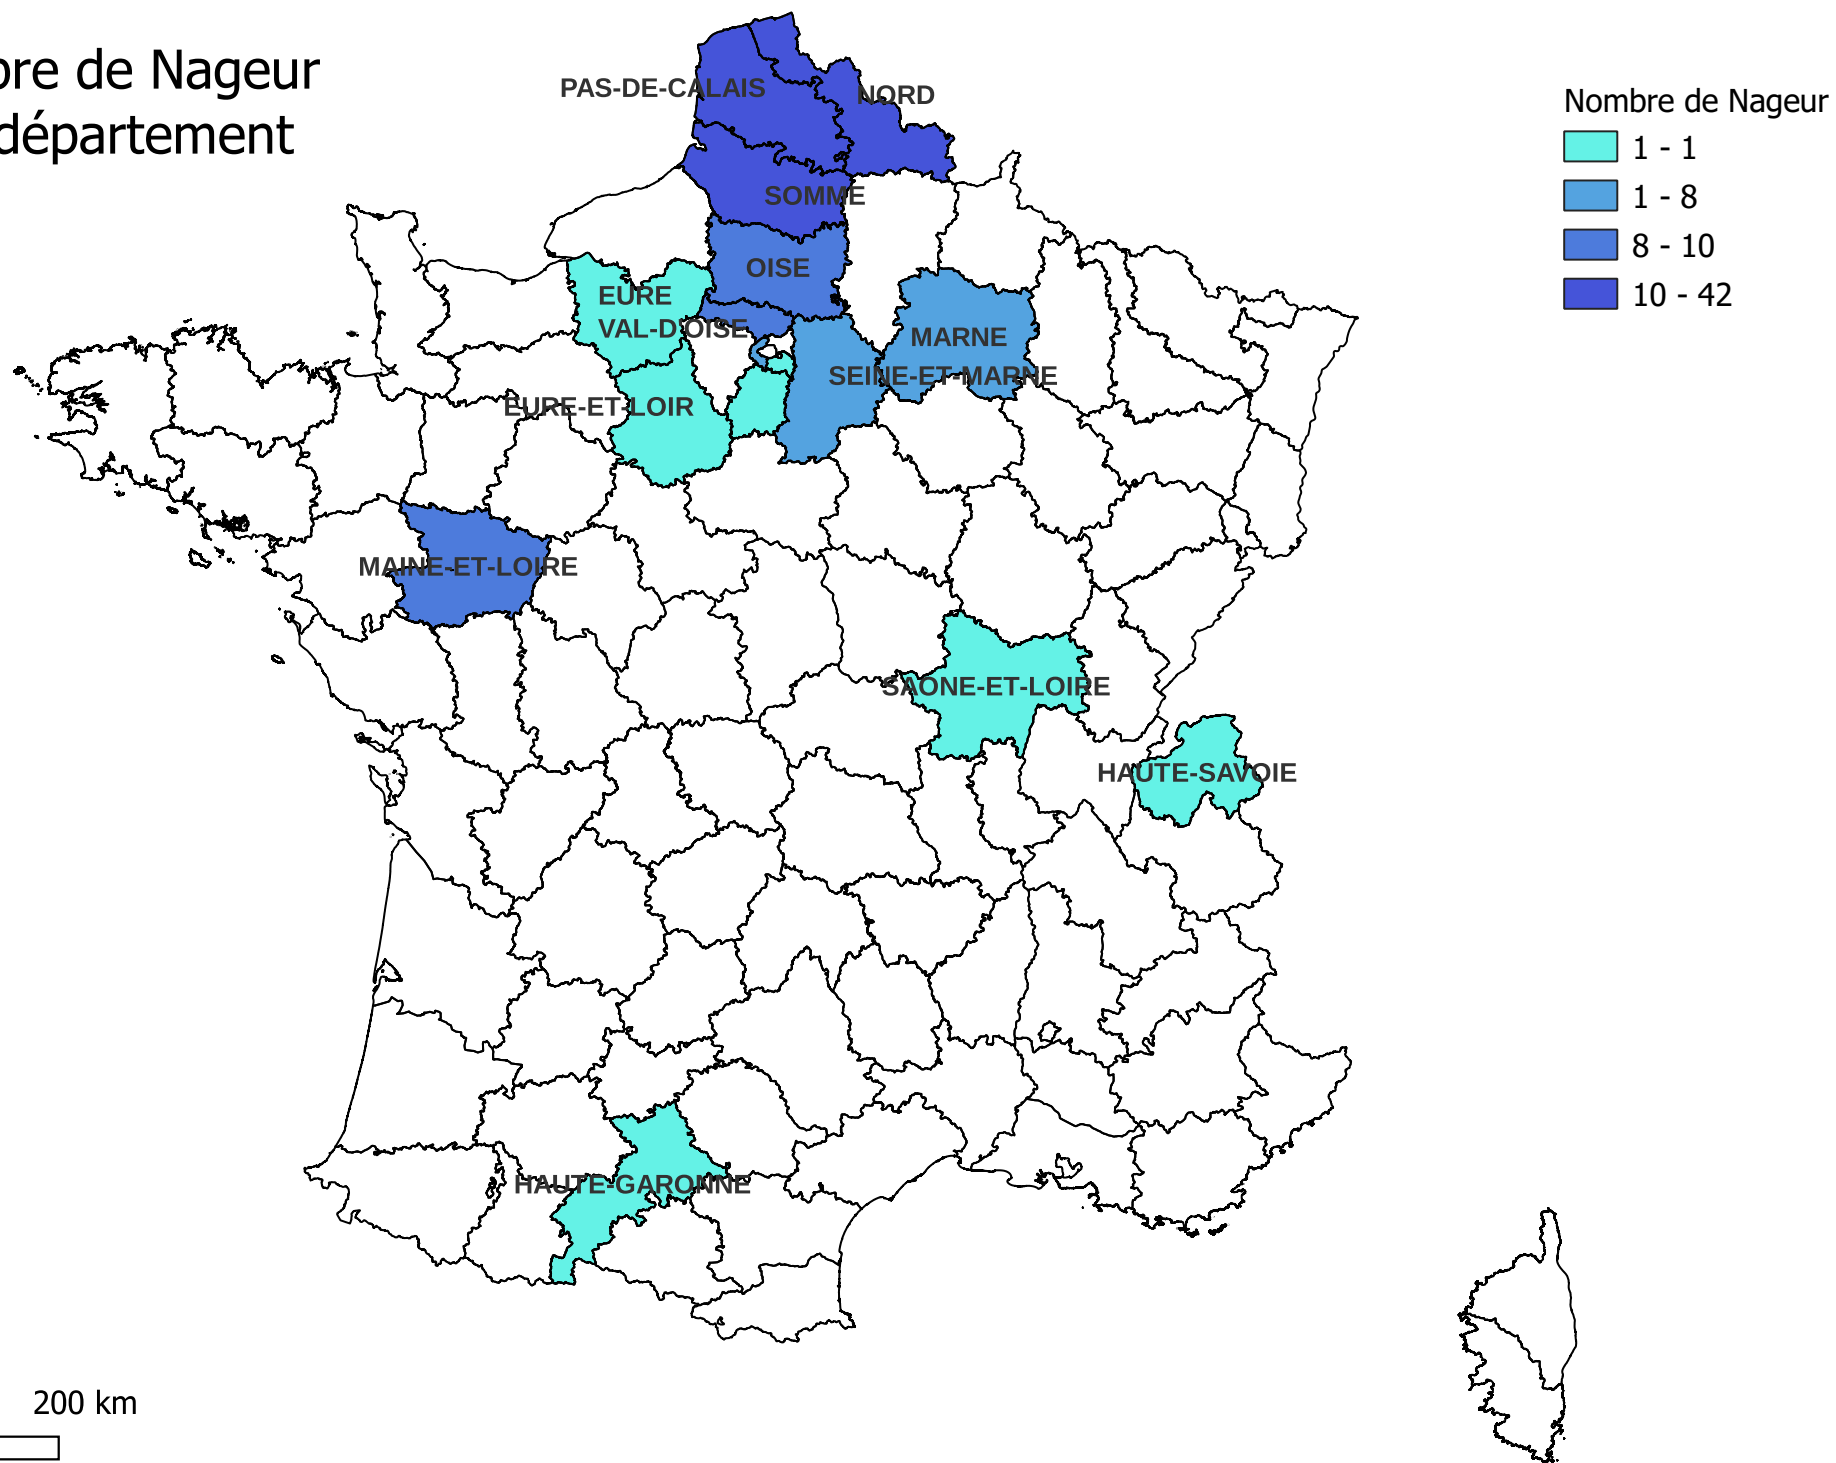 bre de Nageur
département
Nombre de Nageur
1 - 1
1 - 8
8 - 10
10 - 42
PAS-DE-CALAIS
NORD
SOMME
OISE
EURE
VAL-D'OISE
MARNE
SEINE-ET-MARNE
EURE-ET-LOIR
MAINE-ET-LOIRE
SAONE-ET-LOIRE
HAUTE-SAVOIE
HAUTE-GARONNE
200 km